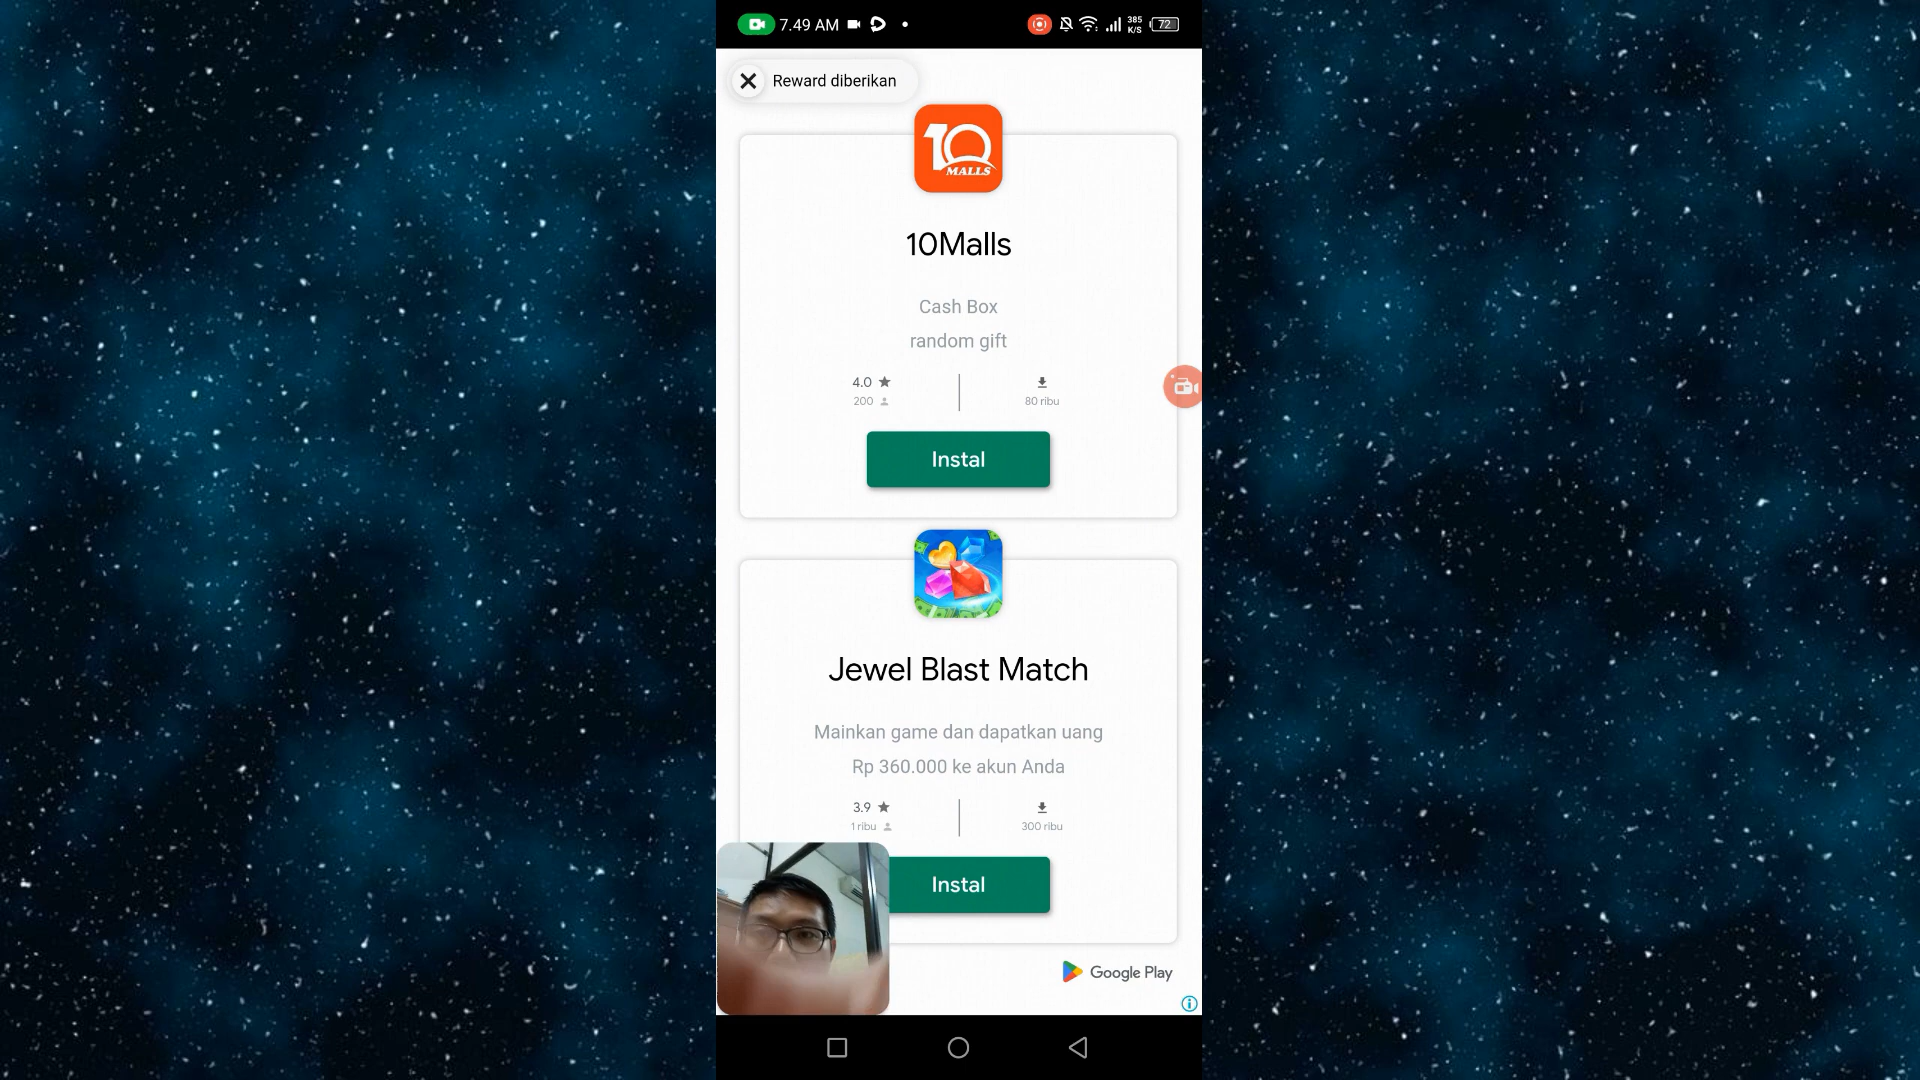 7.49 AM
385
K/S
72
Reward diberikan
10
MALLS
10Malls
Cash Box
random gift
4.0
200
80 ribu
Instal
Jewel Blast Match
Mainkan game dan dapatkan uang
Rp 360.000 ke akun Anda
3.9
1 ribu
300 ribu
Instal
Google Play